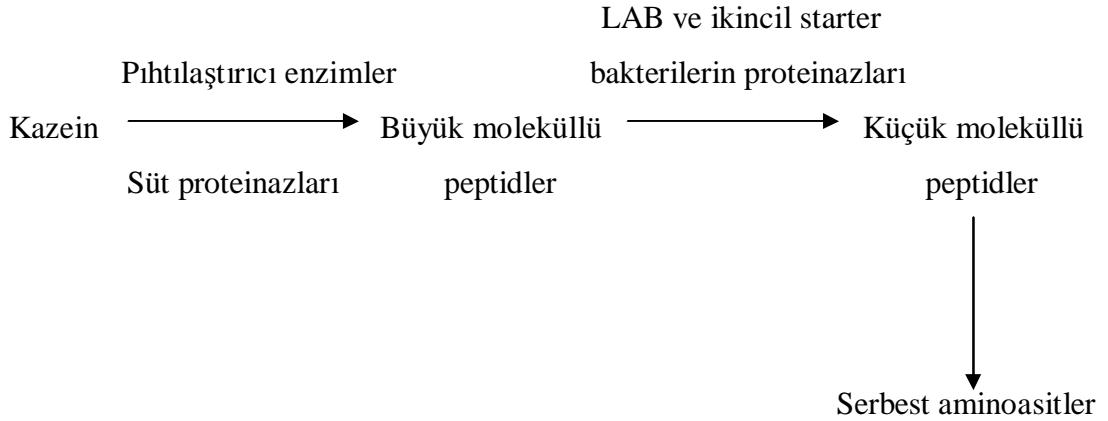 LAB ve ikincil starter
Pıhtılaştırıcı enzimler bakterilerin proteinazları
Kazein Büyük moleküllü Küçük moleküllü
Süt proteinazları peptidler peptidler
Serbest aminoasitler